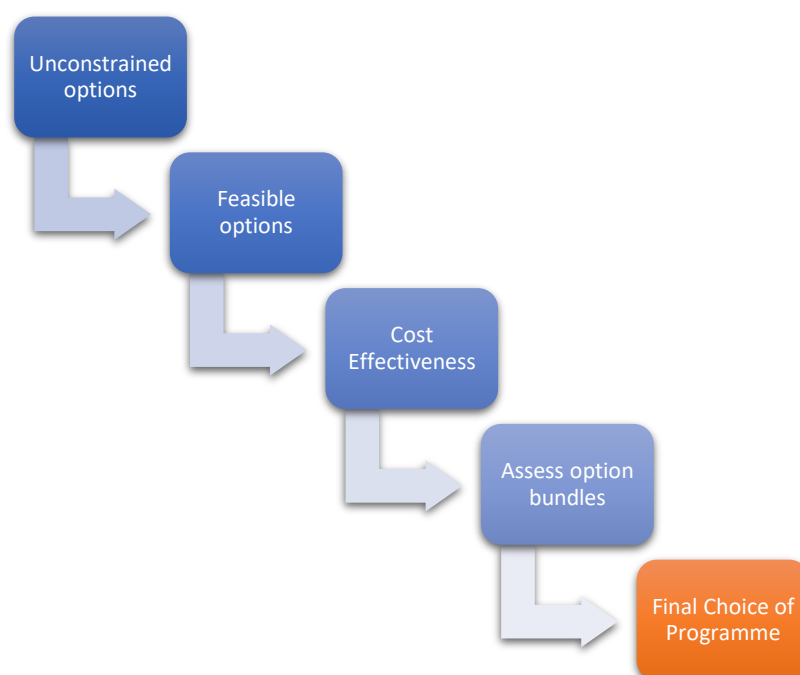 Unconstrained
options
Feasible
options
Cost
Effectiveness
Assess option
bundles
Final Choice of
Programme